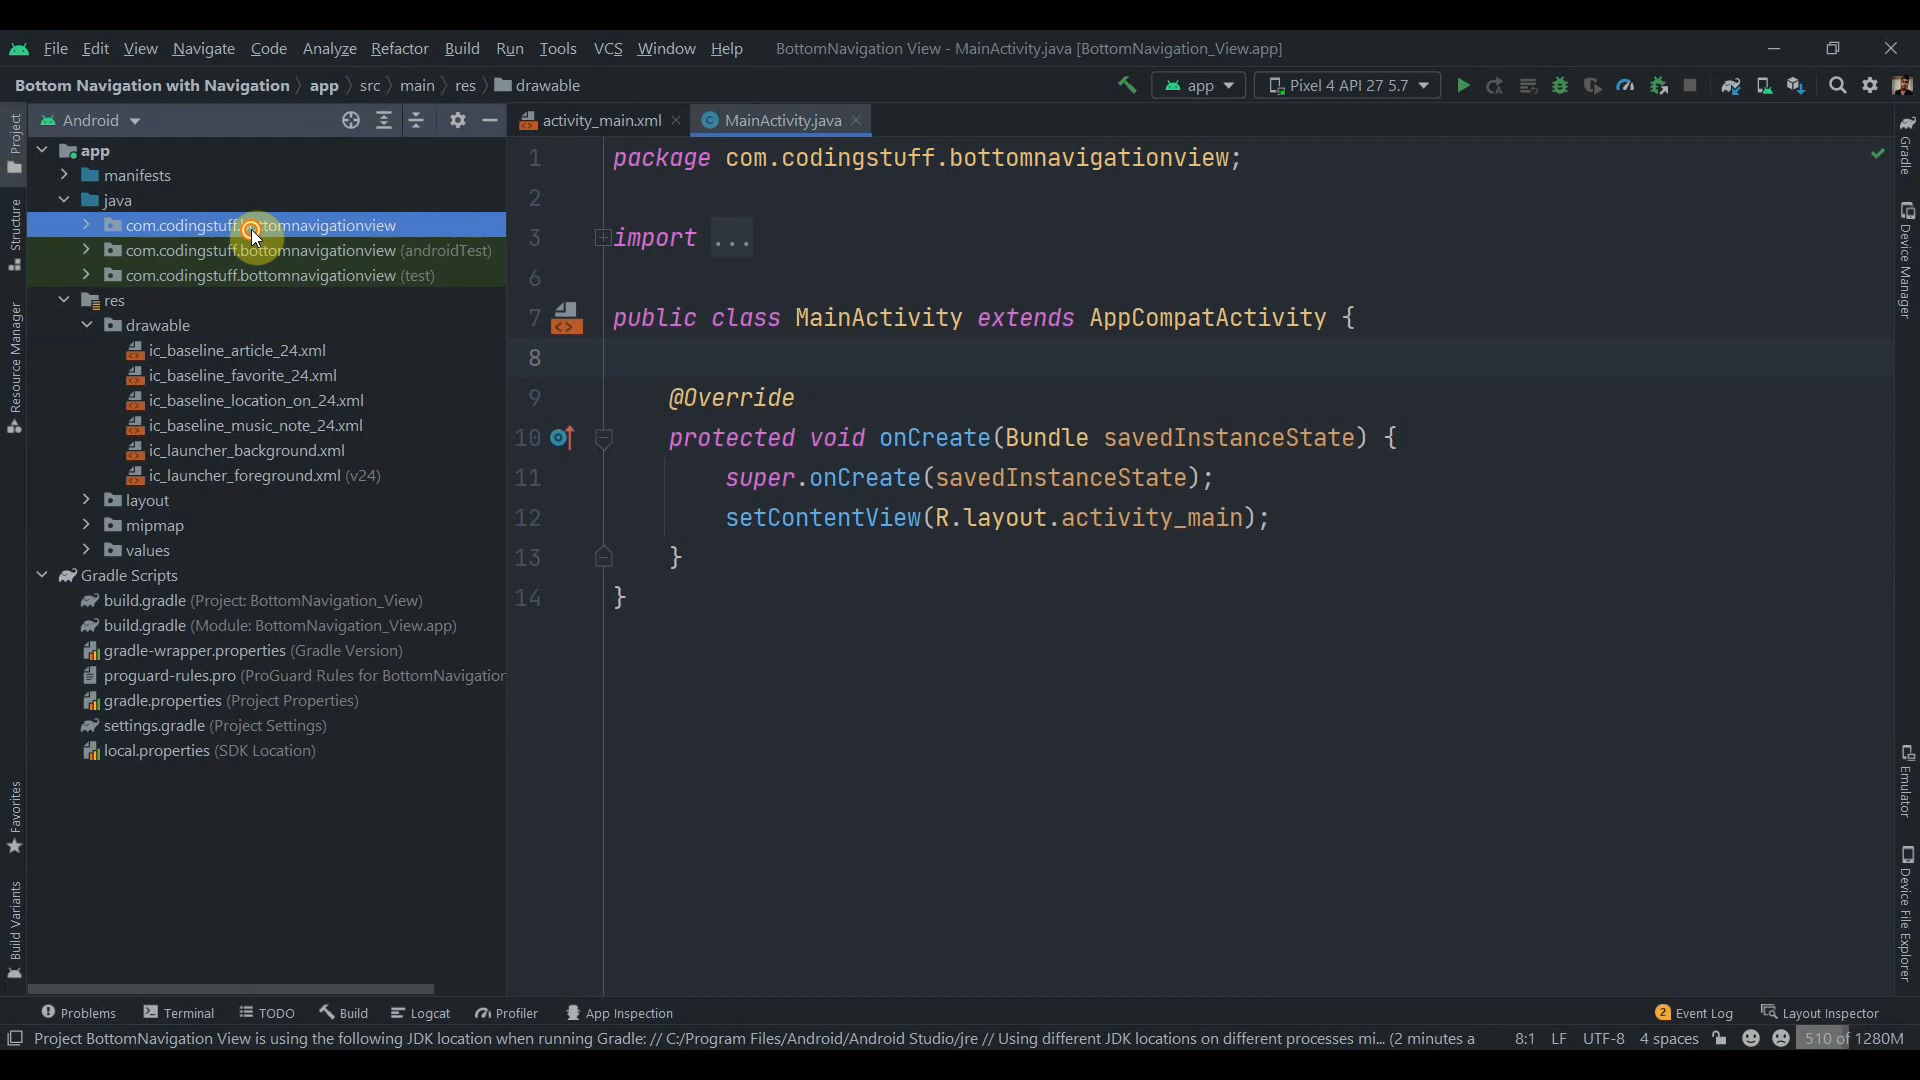 File Edit View Navigate Code Analyze Refactor Build Run Tools VCS Window Help BottomNavigation View - MainActivity.java [BottomNavigation_View.app]
Bottom Navigation with Navigation app src main res drawable app Pixel 4 API 27 5.7
Android activity_main.xml MainActivity.java
app
manifests
java
com.codingstuff.bottomnavigationview
com.codingstuff.bottomnavigationview (androidTest)
com.codingstuff.bottomnavigationview (test)
res
drawable
ic_baseline_article_24.xml
ic_baseline_favorite_24.xml
ic_baseline_location_on_24.xml
ic_baseline_music_note_24.xml
ic_launcher_background.xml
ic_launcher_foreground.xml (v24)
layout
mipmap
values
Gradle Scripts
build.gradle (Project: BottomNavigation_View)
build.gradle (Module: BottomNavigation_View.app)
gradle-wrapper.properties (Gradle Version)
proguard-rules.pro (ProGuard Rules for BottomNavigation
gradle.properties (Project Properties)
settings.gradle (Project Settings)
local.properties (SDK Location)
1 package com.codingstuff.bottomnavigationview;
2
3 import ...
6
7 public class MainActivity extends AppCompatActivity {
8
9 @Override
10 protected void onCreate(Bundle savedInstanceState) {
11 super.onCreate(savedInstanceState);
12 setContentView(R.layout.activity_main);
13 }
14 }
Project
Structure
Resource Manager
Favorites
Build Variants
Gradle
Device Manager
Emulator
Device File Explorer
Problems Terminal TODO Build Logcat Profiler App Inspection 2 Event Log Layout Inspector
Project BottomNavigation View is using the following JDK location when running Gradle: // C:/Program Files/Android/Android Studio/jre // Using different JDK locations on different processes mi... (2 minutes a 8:1 LF UTF-8 4 spaces 510 of 1280M